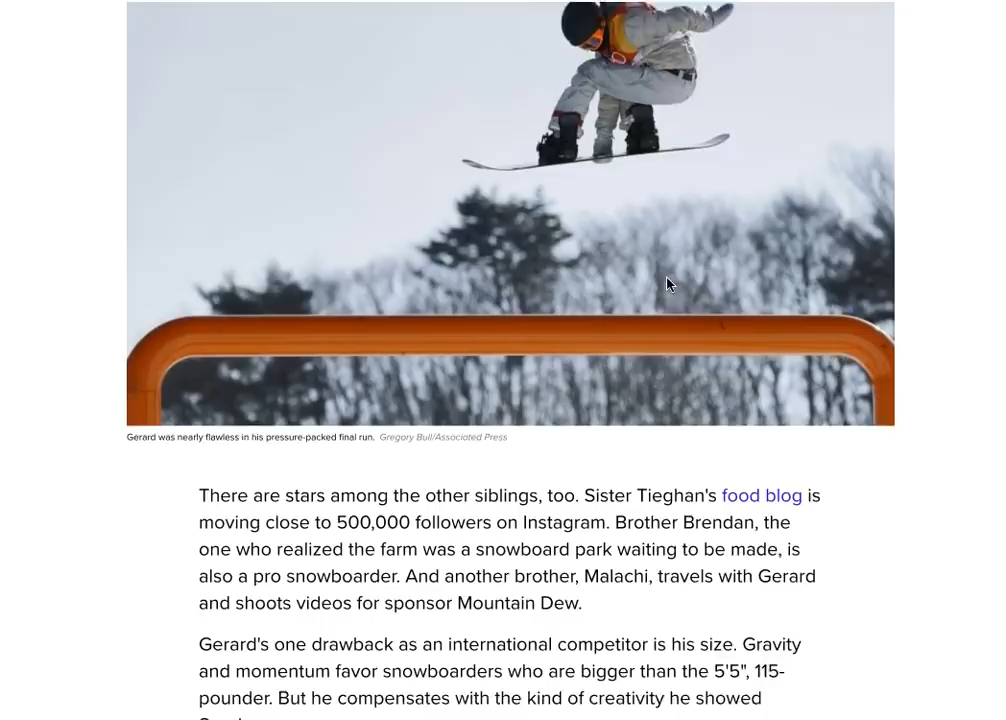 Gerard was nearly flawless in his pressure-packed final run. Gregory Bull/Associated Press
There are stars among the other siblings, too. Sister Tieghan's food blog is
moving close to 500,000 followers on Instagram. Brother Brendan, the
one who realized the farm was a snowboard park waiting to be made, is
also a pro snowboarder. And another brother, Malachi, travels with Gerard
and shoots videos for sponsor Mountain Dew.
Gerard's one drawback as an international competitor is his size. Gravity
and momentum favor snowboarders who are bigger than the 5'5", 115-
pounder. But he compensates with the kind of creativity he showed